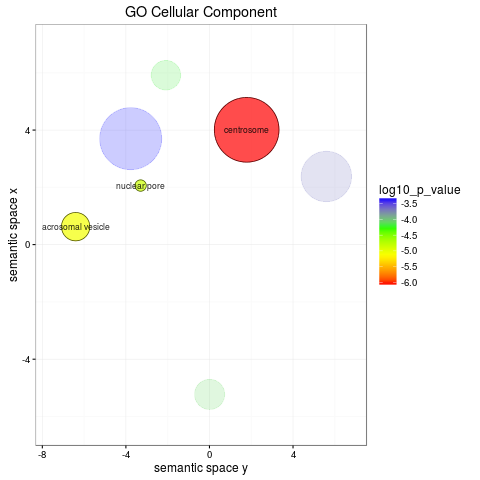 GO Cellular Component
centrosome
nuclear pore
acrosomal vesicle
semantic space x
4
0
-4
-8
-4
0
4
semantic space y
log10_p_value
-3.5
-4.0
-4.5
-5.0
-5.5
-6.0